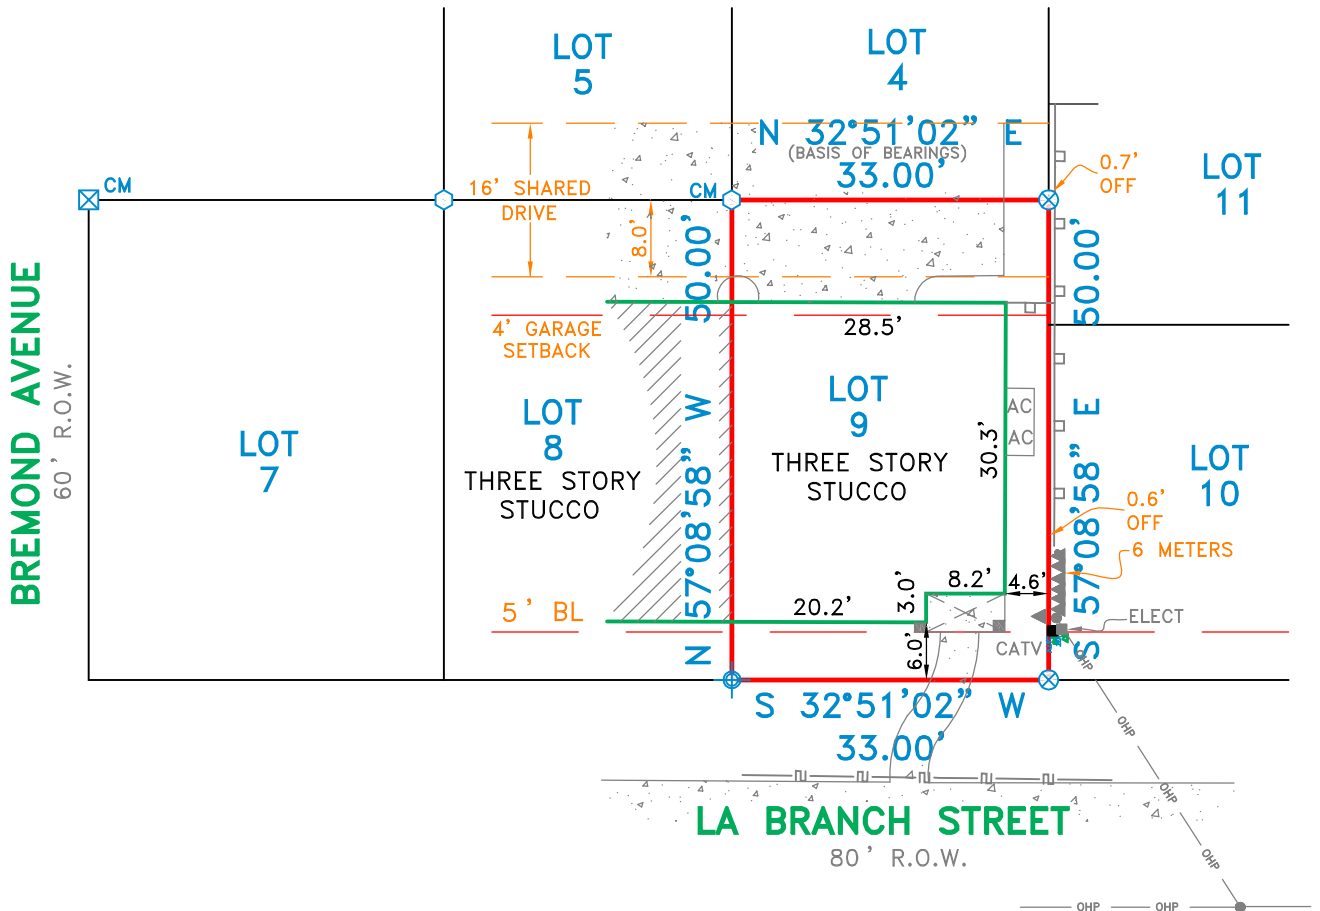 LOT
5
LOT
4
N 32°51'02" E
(BASIS OF BEARINGS)
33.00'
0.7'
OFF
LOT
11
CM
16' SHARED
DRIVE
CM
8.0'
50.00'
50.00'
4' GARAGE
SETBACK
28.5'
BREMOND AVENUE
60' R.O.W.
LOT
7
LOT
8
THREE STORY
STUCCO
N 57°08'58" W
LOT
9
THREE STORY
STUCCO
30.3'
AC
AC
S 57°08'58" E
LOT
10
0.6'
OFF
6 METERS
5' BL
20.2'
3.0'
8.2'
4.6'
ELECT
6.0'
CATV
S 32°51'02" W
33.00'
OHP
OHP
OHP
OHP
LA BRANCH STREET
80' R.O.W.
OHP
OHP